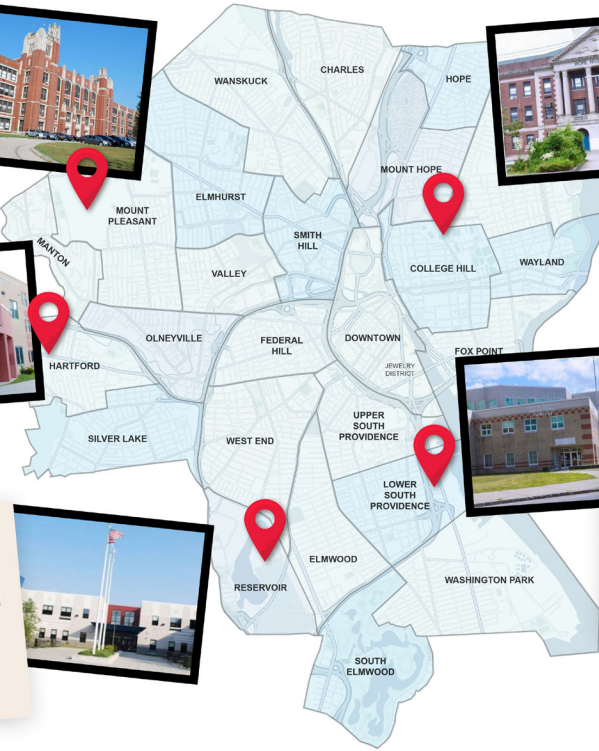 WANSKUCK
CHARLES
HOPE
MOUNT HOPE
MOUNT
PLEASANT
ELMHURST
SMITH
HILL
MANTON
VALLEY
COLLEGE HILL
WAYLAND
OLNEYVILLE
FEDERAL
HILL
DOWNTOWN
FOX POINT
HARTFORD
JEWELRY
DISTRICT
SILVER LAKE
WEST END
UPPER
SOUTH
PROVIDENCE
LOWER
SOUTH
PROVIDENCE
ELMWOOD
RESERVOIR
WASHINGTON PARK
SOUTH
ELMWOOD